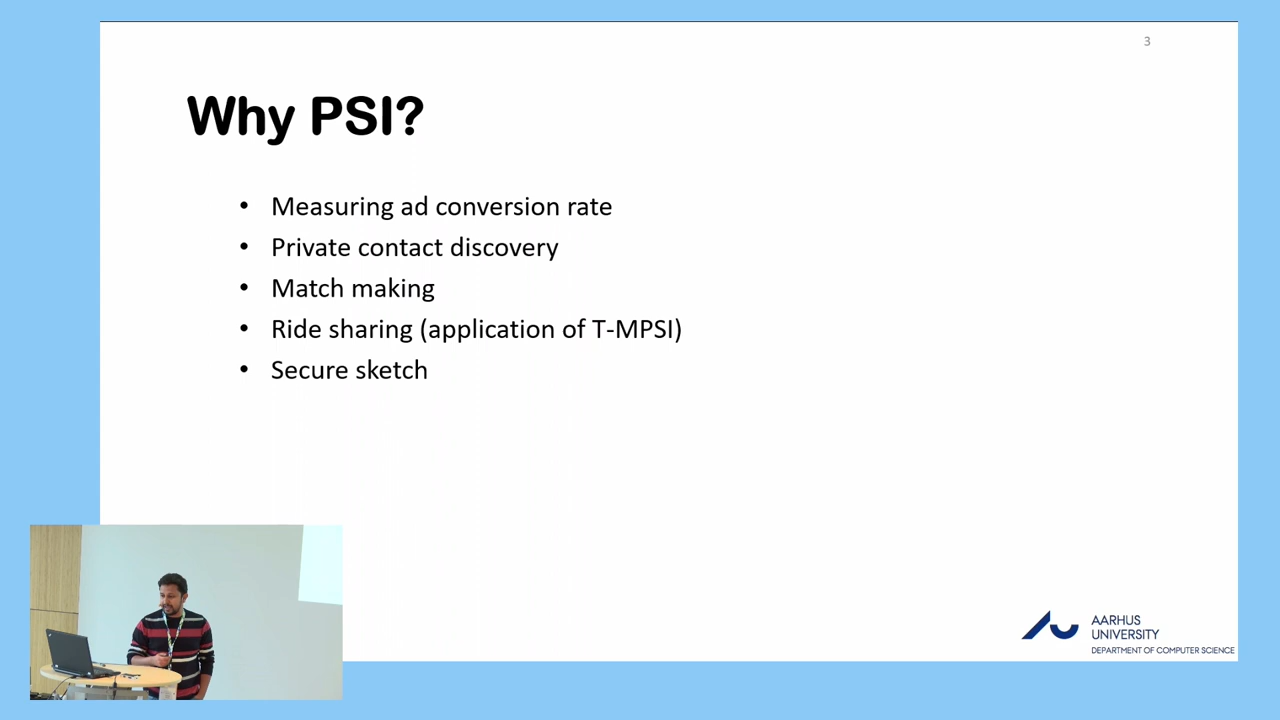 3
Why PSI?
• Measuring ad conversion rate
• Private contact discovery
• Match making
• Ride sharing (application of T-MPSI)
• Secure sketch
AARHUS
UNIVERSITY
DEPARTMENT OF COMPUTER SCIENCE